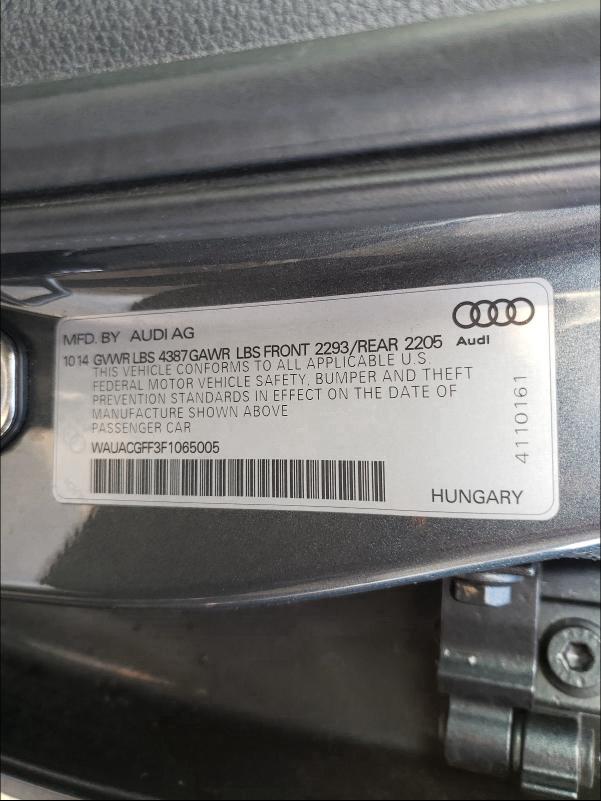 MFD. BY AUDI AG
10 14 GVWR LBS 4387 GAWR LBS FRONT 2293/REAR 2205 Audi
THIS VEHICLE CONFORMS TO ALL APPLICABLE U.S.
FEDERAL MOTOR VEHICLE SAFETY, BUMPER AND THEFT
PREVENTION STANDARDS IN EFFECT ON THE DATE OF
MANUFACTURE SHOWN ABOVE
PASSENGER CAR
WAUACGFF3F1065005
HUNGARY
4110161